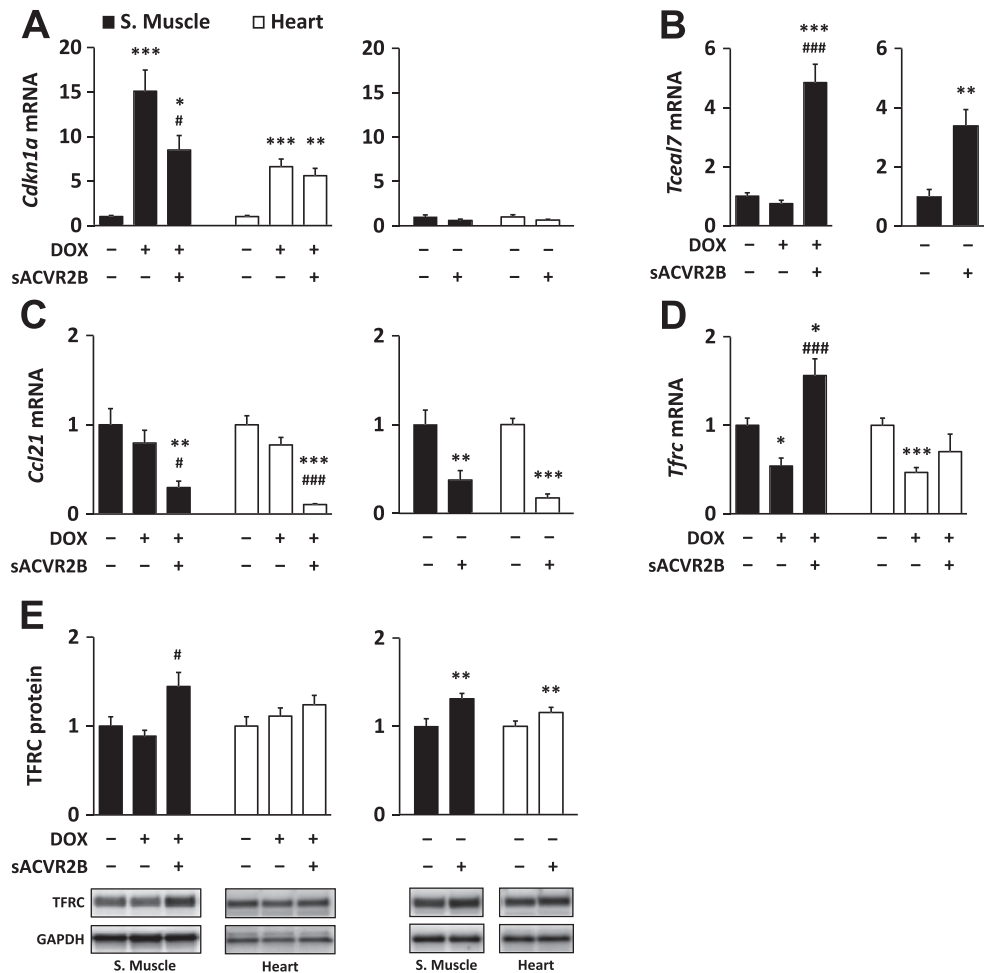 A ■ S. Muscle □ Heart
Cdkn1a mRNA
20 15 10 5 0
*** * # *** **
20 15 10 5 0
DOX – + + – + + – – – –
sACVR2B – – + – – + – + – +
B
Tceal7 mRNA
6 4 2 0
*** ###
6 4 2 0
**
DOX – + + – –
sACVR2B – – + – +
C
Ccl21 mRNA
2 1 0
** # *** ###
2 1 0
** ***
DOX – + + – + + – – – –
sACVR2B – – + – – + – + – +
D
Tfrc mRNA
2 1 0
* * ### ***
DOX – + + – + +
sACVR2B – – + – – +
E
TFRC protein
2 1 0
#
2 1 0
** **
DOX – + + – + + – – – –
sACVR2B – – + – – + – + – +
TFRC
GAPDH
S. Muscle Heart S. Muscle Heart